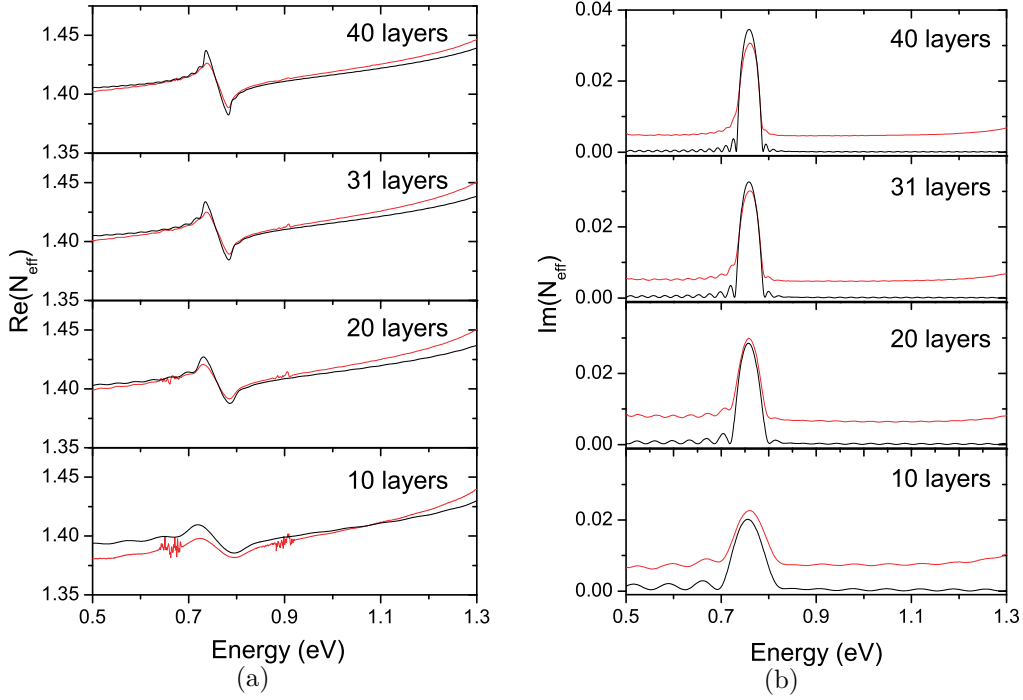 1.45
40 layers
1.40
1.35
1.45
31 layers
1.40
1.35
1.45
20 layers
1.40
1.35
1.45
10 layers
1.40
1.35
0.5 0.7 0.9 1.1 1.3
Re(N_eff)
Energy (eV)
(a)
0.04
40 layers
0.02
0.00
31 layers
0.02
0.00
20 layers
0.02
0.00
10 layers
0.02
0.00
0.5 0.7 0.9 1.1 1.3
Im(N_eff)
Energy (eV)
(b)